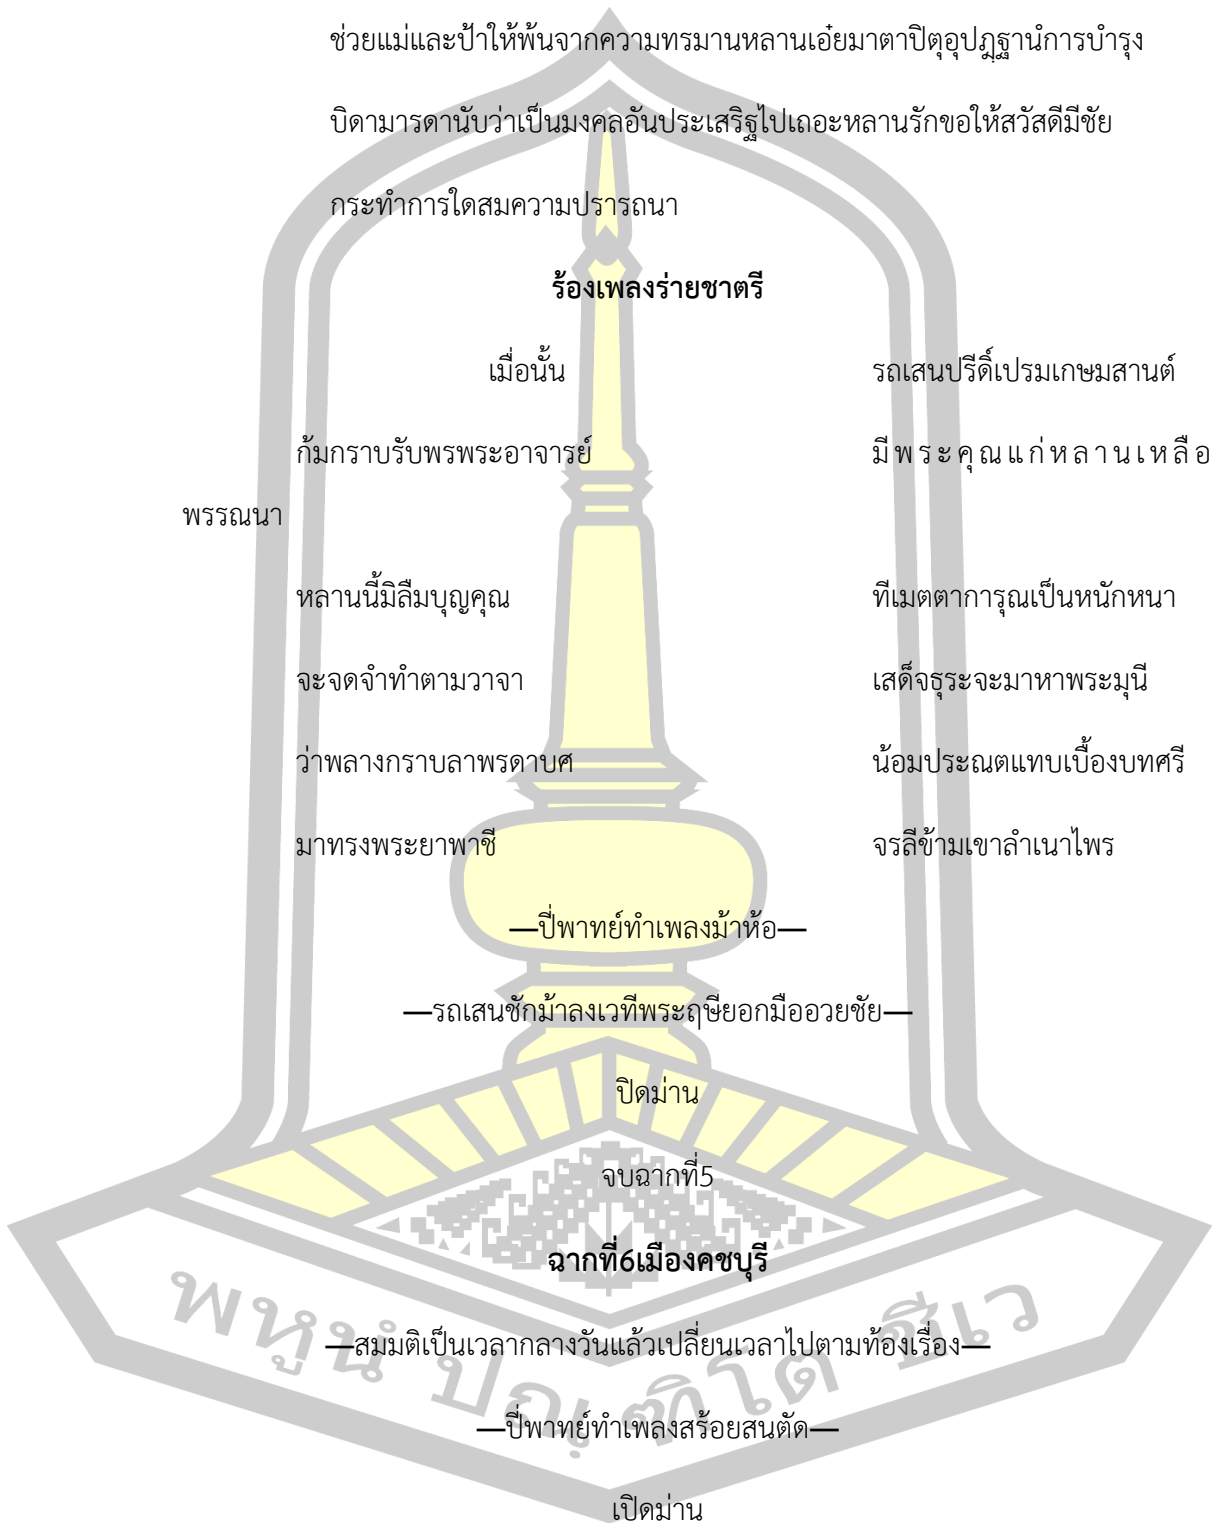 ช่วยแม่และป้าให้พ้นจากความทรมานหลานเอ๋ยมาตาปิตุอุปฎฺฐานํการบำรุง
บิดามารดานับว่าเป็นมงคลอันประเสริฐไปเถอะหลานรักขอให้สวัสดีมีชัย
กระทำการใดสมความปรารถนา
ร้องเพลงร่ายชาตรี
เมื่อนั้น รถเสนปรีดิ์เปรมเกษมสานต์
ก้มกราบรับพรพระอาจารย์ มีพระคุณแก่หลานเหลือ
พรรณนา
หลานนี้มิลืมบุญคุณ ทีเมตตาการุณเป็นหนักหนา
จะจดจำทำตามวาจา เสด็จธุระจะมาหาพระมุนี
ว่าพลางกราบลาพรดาบศ น้อมประณตแทบเบื้องบทศรี
มาทรงพระยาพาชี จรลีข้ามเขาลำเนาไพร
—ปี่พาทย์ทำเพลงม้าห้อ—
—รถเสนชักม้าลงเวทีพระฤษียอกมืออวยชัย—
ปิดม่าน
จบฉากที่5
ฉากที่6เมืองคชบุรี
—สมมติเป็นเวลากลางวันแล้วเปลี่ยนเวลาไปตามท้องเรื่อง—
—ปี่พาทย์ทำเพลงสร้อยสนตัด—
เปิดม่าน
พหูนํ ปณฺฑิโต ชีเว